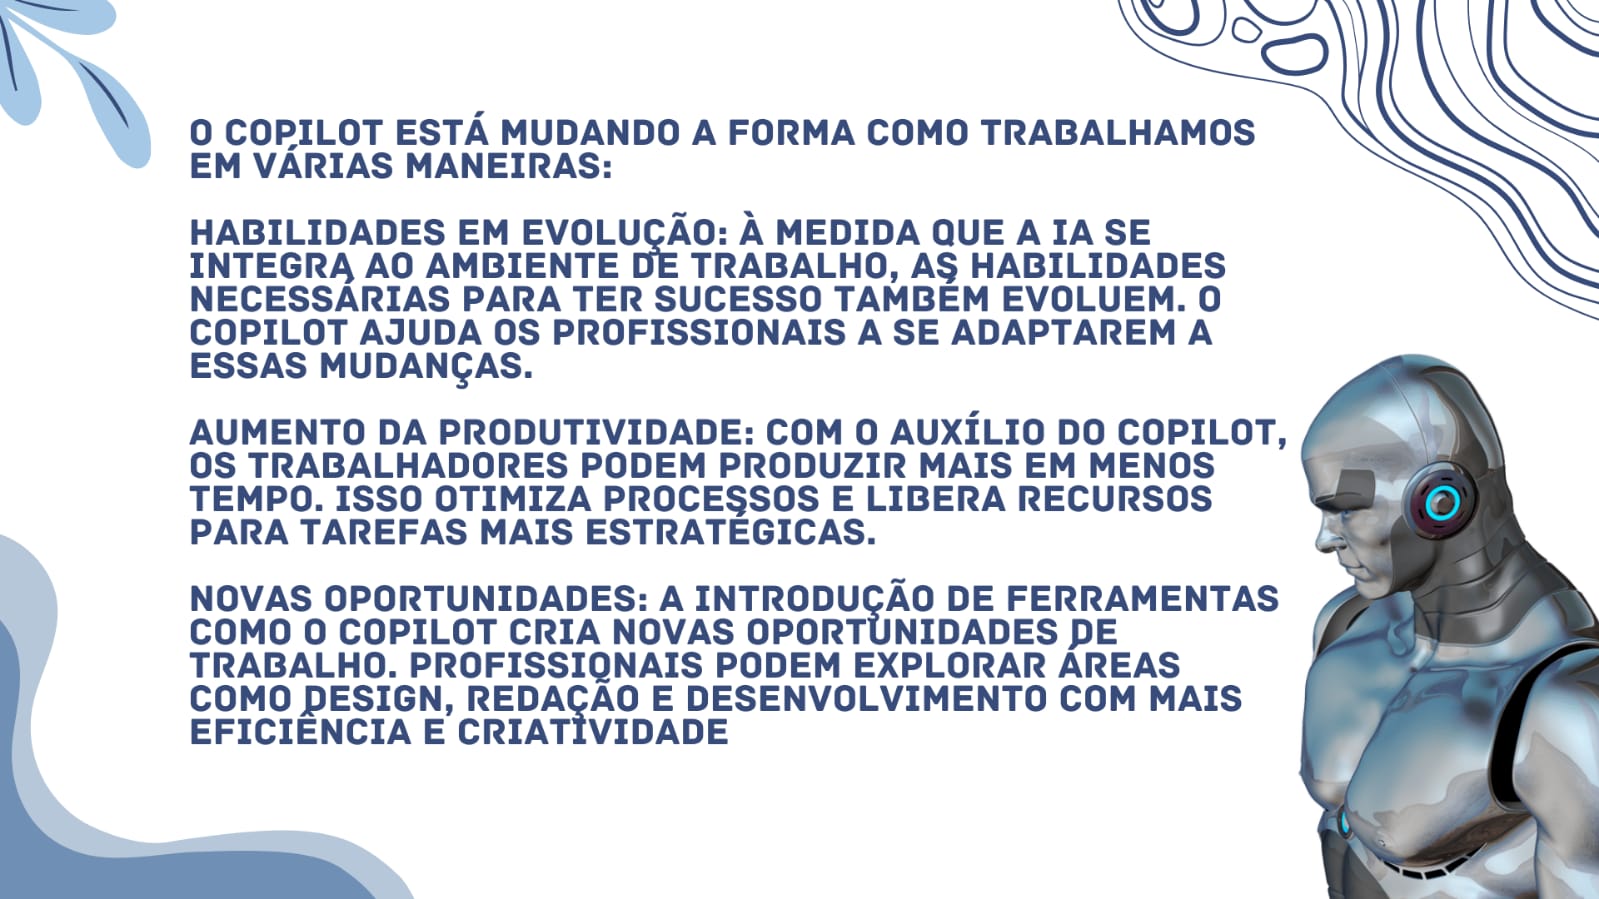 O COPILOT ESTÁ MUDANDO A FORMA COMO TRABALHAMOS
EM VÁRIAS MANEIRAS:
HABILIDADES EM EVOLUÇÃO: À MEDIDA QUE A IA SE
INTEGRA AO AMBIENTE DE TRABALHO, AS HABILIDADES
NECESSÁRIAS PARA TER SUCESSO TAMBÉM EVOLUEM. O
COPILOT AJUDA OS PROFISSIONAIS A SE ADAPTAREM A
ESSAS MUDANÇAS.
AUMENTO DA PRODUTIVIDADE: COM O AUXÍLIO DO COPILOT,
OS TRABALHADORES PODEM PRODUZIR MAIS EM MENOS
TEMPO. ISSO OTIMIZA PROCESSOS E LIBERA RECURSOS
PARA TAREFAS MAIS ESTRATÉGICAS.
NOVAS OPORTUNIDADES: A INTRODUÇÃO DE FERRAMENTAS
COMO O COPILOT CRIA NOVAS OPORTUNIDADES DE
TRABALHO. PROFISSIONAIS PODEM EXPLORAR ÁREAS
COMO DESIGN, REDAÇÃO E DESENVOLVIMENTO COM MAIS
EFICIÊNCIA E CRIATIVIDADE